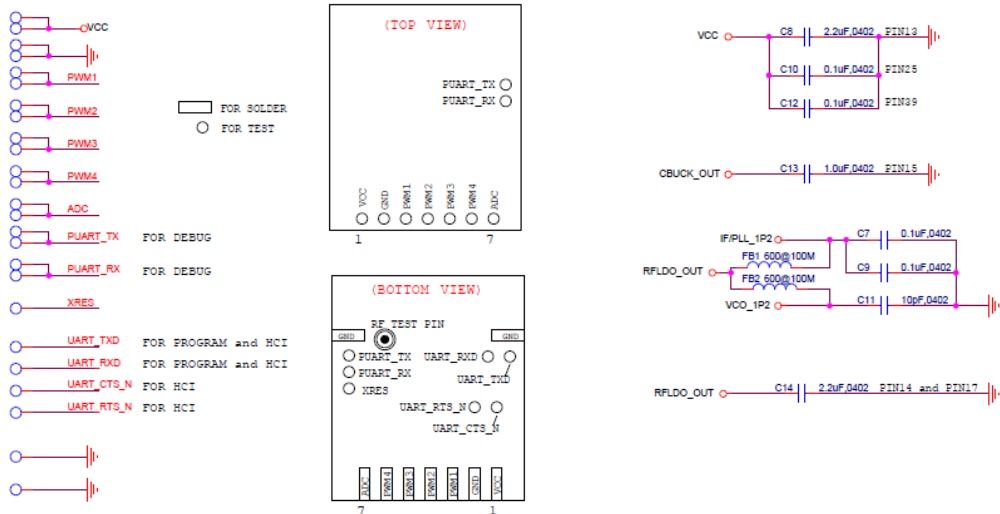 VCC
PWM1
PWM2
PWM3
PWM4
ADC
PUART_TX FOR DEBUG
PUART_RX FOR DEBUG
XRES
UART_TXD FOR PROGRAM and HCI
UART_RXD FOR PROGRAM and HCI
UART_CTS_N FOR HCI
UART_RTS_N FOR HCI
FOR SOLDER
FOR TEST
(TOP VIEW)
PUART_TX
PUART_RX
VCC GND PWM1 PWM2 PWM3 PWM4 ADC
1 7
(BOTTOM VIEW)
RF TEST PIN
GND GND
PUART_TX UART_RXD
PUART_RX UART_TXD
XRES
UART_RTS_N
UART_CTS_N
ADC PWM4 PWM3 PWM2 PWM1 GND VCC
7 1
VCC C8 2.2uF,0402 PIN13
C10 0.1uF,0402 PIN25
C12 0.1uF,0402 PIN39
CBUCK_OUT C13 1.0uF,0402 PIN15
IF/PLL_1P2 C7 0.1uF,0402
FB1 600@100M
RFLDO_OUT C9 0.1uF,0402
FB2 600@100M
VCO_1P2 C11 10pF,0402
RFLDO_OUT C14 2.2uF,0402 PIN14 and PIN17